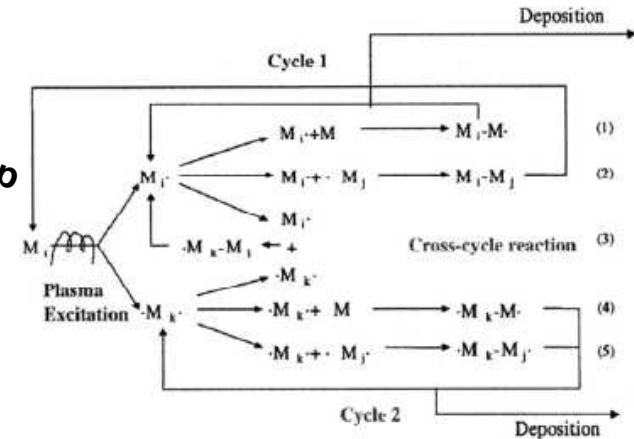 Deposition
Cycle 1
M i·+M M i-M· (1)
M i· M i+· M j M i-M j (2)
M i·
M i ·M k-M i + Cross-cycle reaction (3)
·M k·
Plasma
Excitation
·M k· ·M k·+ M ·M k-M· (4)
·M k·+· M j· ·M k-M j· (5)
Cycle 2
Deposition